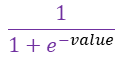 1
1 + e^{-value}